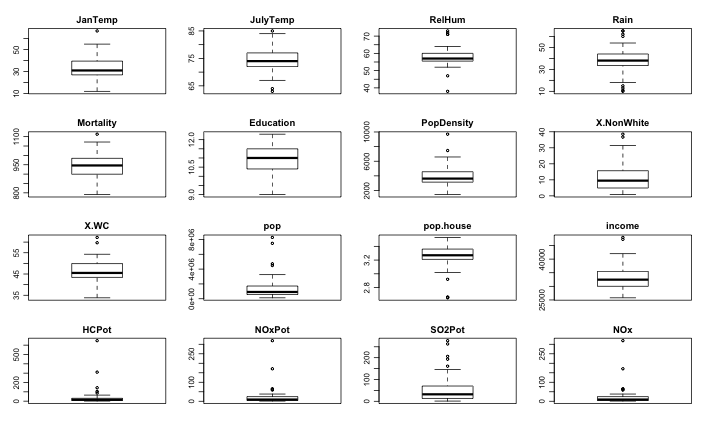 JanTemp
10 30 50
JulyTemp
65 75 85
RelHum
40 50 60 70
Rain
10 30 50
Mortality
800 950 1100
Education
9.0 10.5 12.0
PopDensity
2000 6000 10000
X.NonWhite
0 10 20 30 40
X.WC
35 45 55
pop
0e+00 4e+06 8e+06
pop.house
2.8 3.2
income
25000 40000
HCPot
0 200 500
NOxPot
0 100 250
SO2Pot
0 100 200
NOx
0 100 250